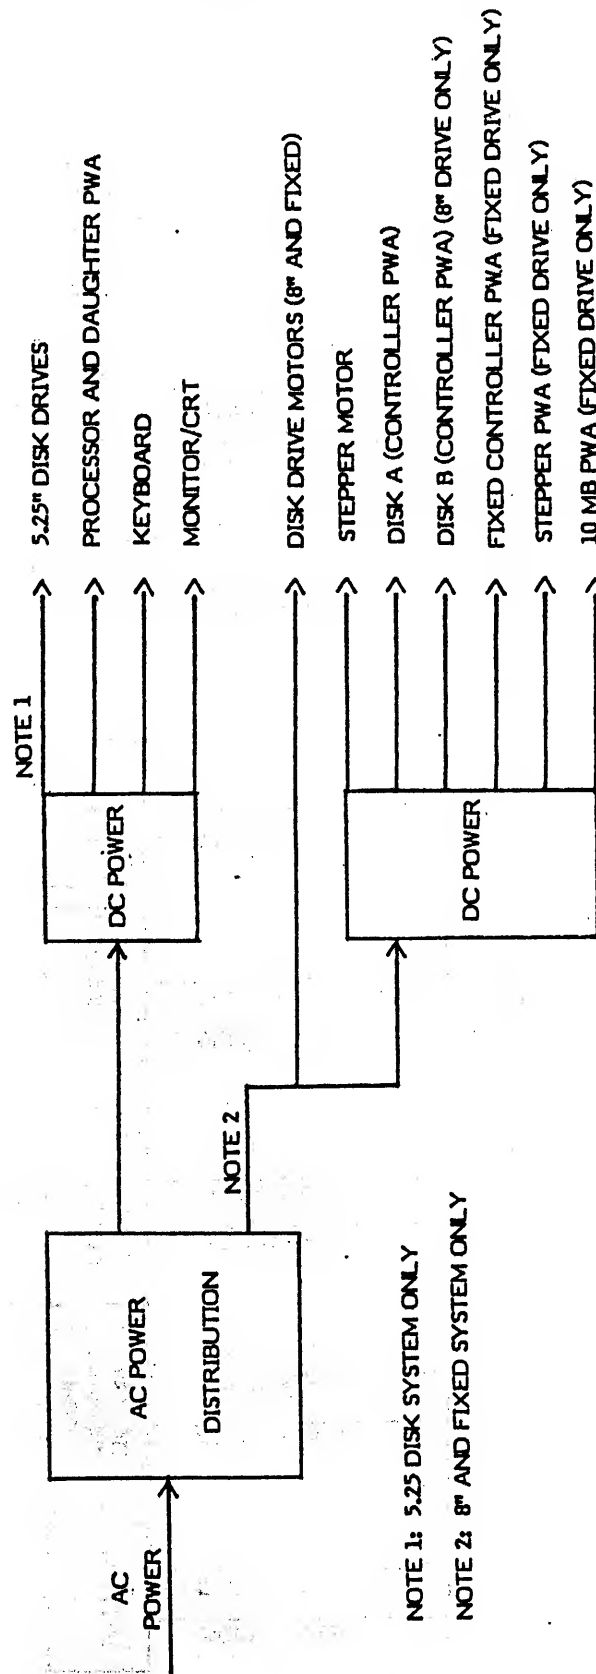 AC
POWER
AC POWER
DISTRIBUTION
NOTE 2
DC POWER
NOTE 1
5.25" DISK DRIVES
PROCESSOR AND DAUGHTER PWA
KEYBOARD
MONITOR/CRT
DISK DRIVE MOTORS (8" AND FIXED)
DC POWER
STEPPER MOTOR
DISK A (CONTROLLER PWA)
DISK B (CONTROLLER PWA) (8" DRIVE ONLY)
FIXED CONTROLLER PWA (FIXED DRIVE ONLY)
STEPPER PWA (FIXED DRIVE ONLY)
10 MB PWA (FIXED DRIVE ONLY)
NOTE 1: 5.25 DISK SYSTEM ONLY
NOTE 2: 8" AND FIXED SYSTEM ONLY